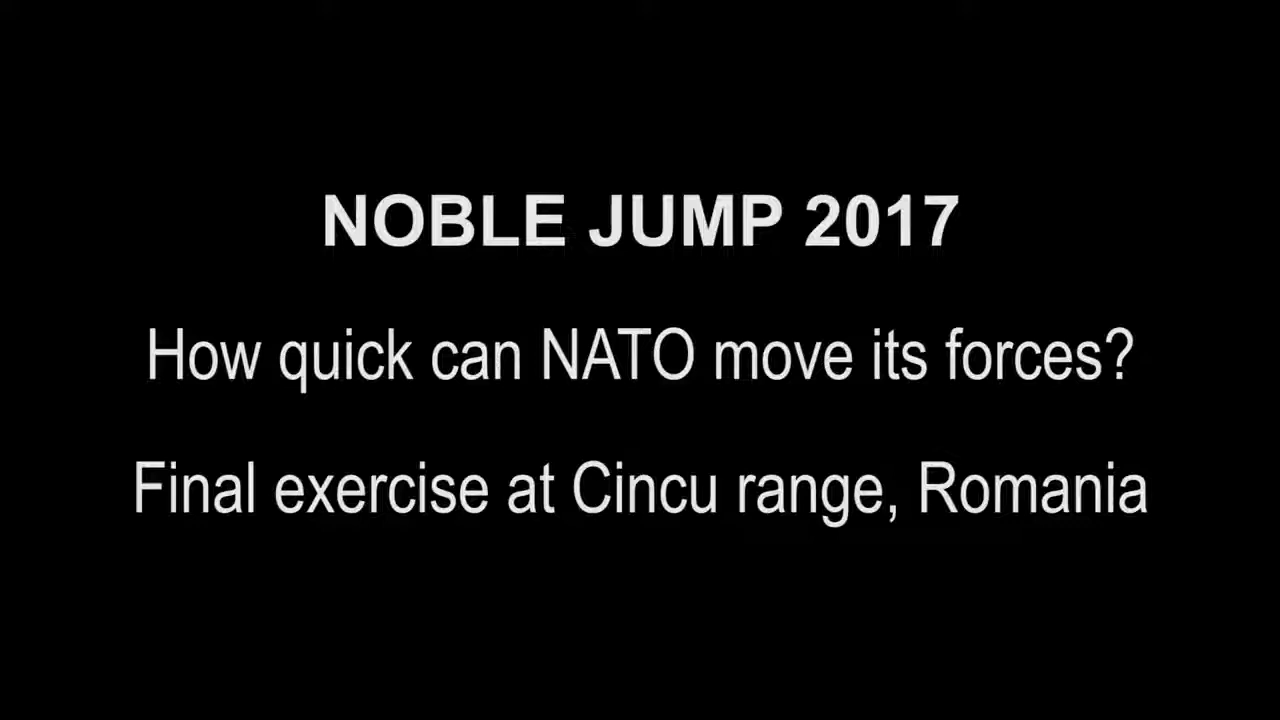 NOBLE JUMP 2017
How quick can NATO move its forces?
Final exercise at Cincu range, Romania